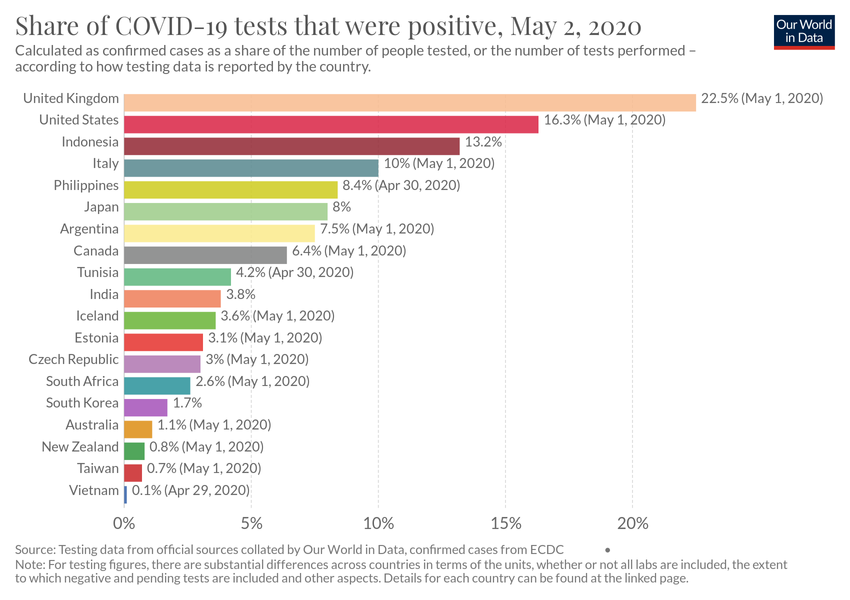 Share of COVID-19 tests that were positive, May 2, 2020
Our World
in Data
Calculated as confirmed cases as a share of the number of people tested, or the number of tests performed –
according to how testing data is reported by the country.
United Kingdom 22.5% (May 1, 2020)
United States 16.3% (May 1, 2020)
Indonesia 13.2%
Italy 10% (May 1, 2020)
Philippines 8.4% (Apr 30, 2020)
Japan 8%
Argentina 7.5% (May 1, 2020)
Canada 6.4% (May 1, 2020)
Tunisia 4.2% (Apr 30, 2020)
India 3.8%
Iceland 3.6% (May 1, 2020)
Estonia 3.1% (May 1, 2020)
Czech Republic 3% (May 1, 2020)
South Africa 2.6% (May 1, 2020)
South Korea 1.7%
Australia 1.1% (May 1, 2020)
New Zealand 0.8% (May 1, 2020)
Taiwan 0.7% (May 1, 2020)
Vietnam 0.1% (Apr 29, 2020)
0% 5% 10% 15% 20%
Source: Testing data from official sources collated by Our World in Data, confirmed cases from ECDC •
Note: For testing figures, there are substantial differences across countries in terms of the units, whether or not all labs are included, the extent
to which negative and pending tests are included and other aspects. Details for each country can be found at the linked page.